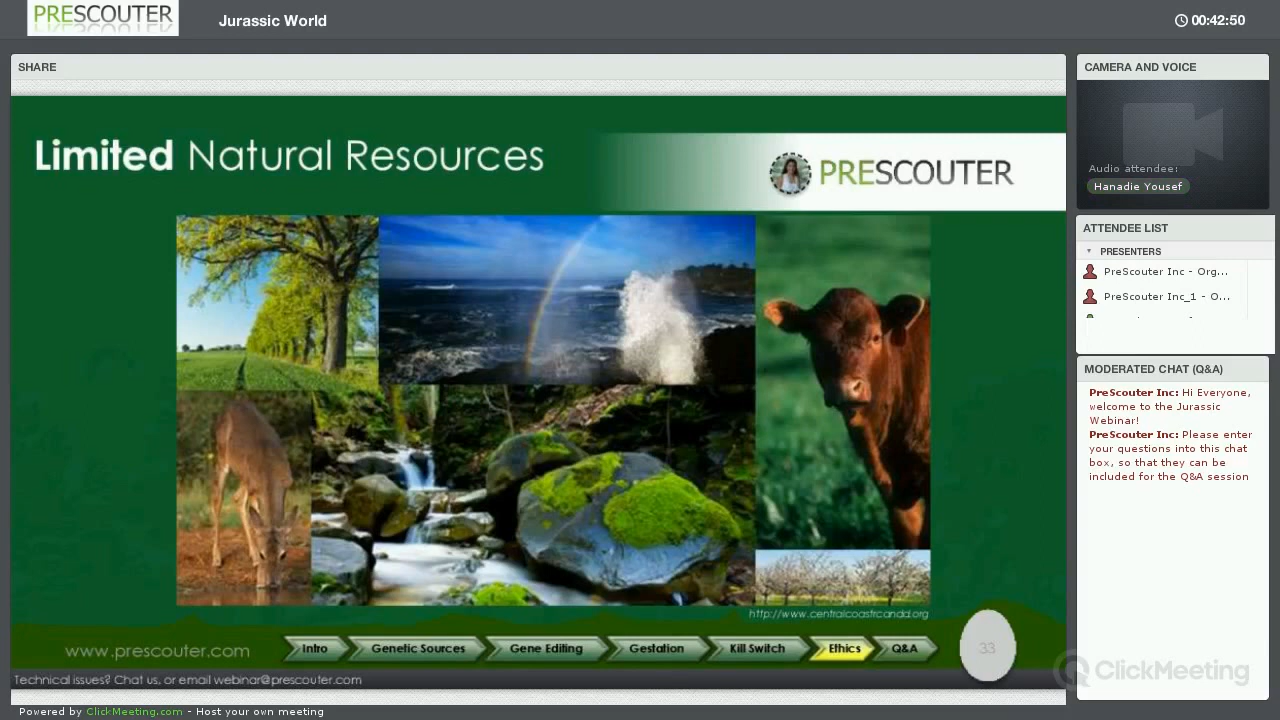 PRESCOUTER
Jurassic World
00:42:50
SHARE
CAMERA AND VOICE
Limited Natural Resources
PRESCOUTER
Audio attendee:
Hanadie Yousef
ATTENDEE LIST
PRESENTERS
PreScouter Inc - Org...
PreScouter Inc_1 - O...
MODERATED CHAT (Q&A)
PreScouter Inc: Hi Everyone,
welcome to the Jurassic
Webinar!
PreScouter Inc: Please enter
your questions into this chat
box, so that they can be
included for the Q&A session
http://www.centralcoastrcandd.org
www.prescouter.com
Intro
Genetic Sources
Gene Editing
Gestation
Kill Switch
Ethics
Q&A
33
ClickMeeting
Technical issues? Chat us, or email webinar@prescouter.com
Powered by ClickMeeting.com - Host your own meeting